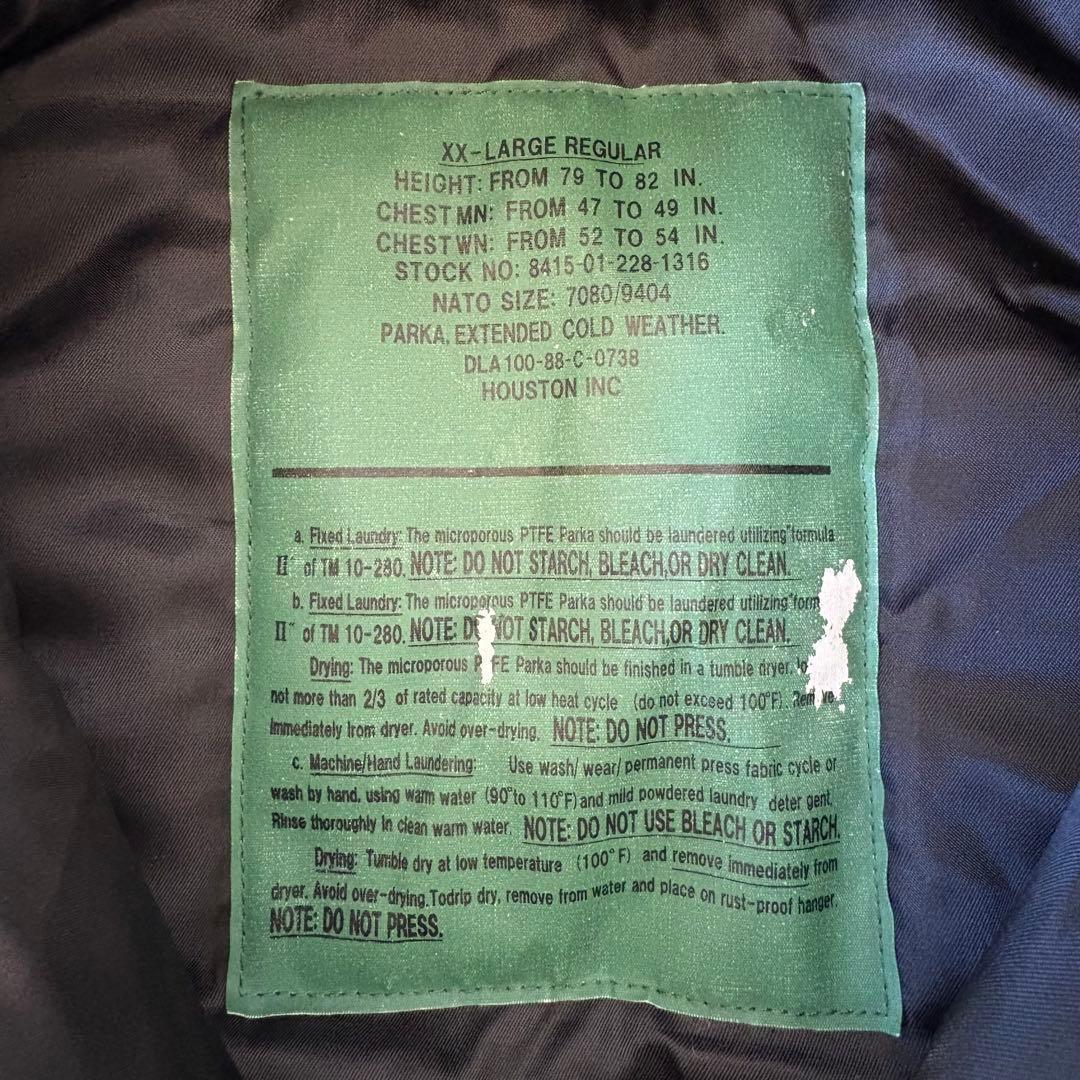 XX-LARGE REGULAR
HEIGHT: FROM 79 TO 82 IN.
CHEST MN: FROM 47 TO 49 IN.
CHEST WN: FROM 52 TO 54 IN.
STOCK NO: 8415-01-228-1316
NATO SIZE: 7080/9404
PARKA, EXTENDED COLD WEATHER.
DLA100-88-C-0738
HOUSTON INC
a. Fixed Laundry: The microporous PTFE Parka should be laundered utilizing"formula
II" of TM 10-280. NOTE: DO NOT STARCH, BLEACH,OR DRY CLEAN.
b. Fixed Laundry: The microporous PTFE Parka should be laundered utilizing"form
II" of TM 10-280. NOTE: DO NOT STARCH, BLEACH,OR DRY CLEAN.
Drying: The microporous PTFE Parka should be finished in a tumble dryer.
not more than 2/3 of rated capacity at low heat cycle (do not exceed 100°F). Remove
immediately from dryer. Avoid over-drying. NOTE: DO NOT PRESS.
c. Machine/Hand Laundering: Use wash/wear/permanent press fabric cycle or
wash by hand, using warm water (90°to 110°F)and mild powdered laundry deter gent.
Rinse thoroughly in clean warm water. NOTE: DO NOT USE BLEACH OR STARCH.
Drying: Tumble dry at low temperature (100°F) and remove immediately from
dryer. Avoid over-drying.Todrip dry, remove from water and place on rust-proof hanger.
NOTE: DO NOT PRESS.